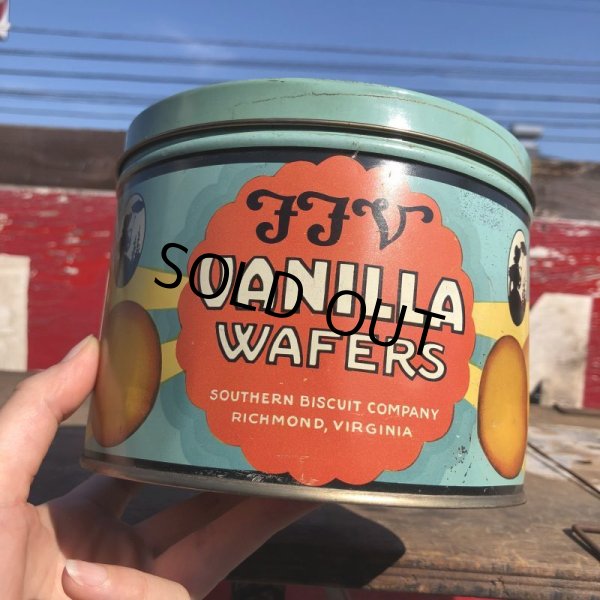 FFV
VANILLA
WAFERS
SOUTHERN BISCUIT COMPANY
RICHMOND, VIRGINIA
SOLD OUT